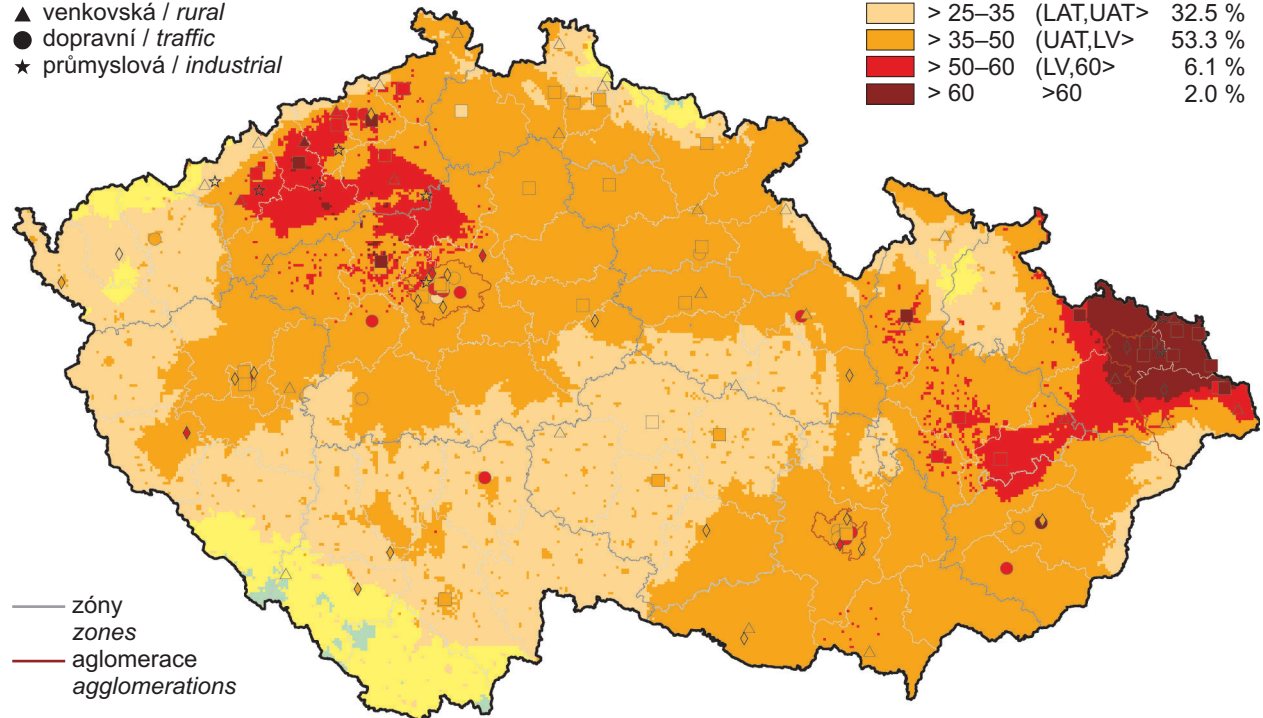 venkovská / rural
dopravní / traffic
průmyslová / industrial
> 25–35 (LAT,UAT> 32.5 %
> 35–50 (UAT,LV> 53.3 %
> 50–60 (LV,60> 6.1 %
> 60 >60 2.0 %
zóny
zones
aglomerace
agglomerations